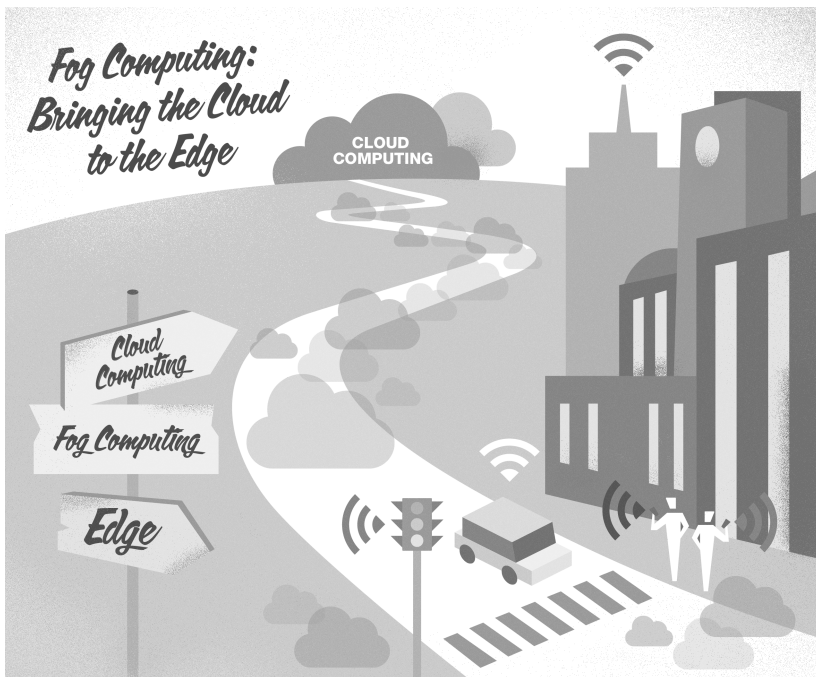 Fog Computing:
Bringing the Cloud
to the Edge
CLOUD
COMPUTING
Cloud
Computing
Fog Computing
Edge